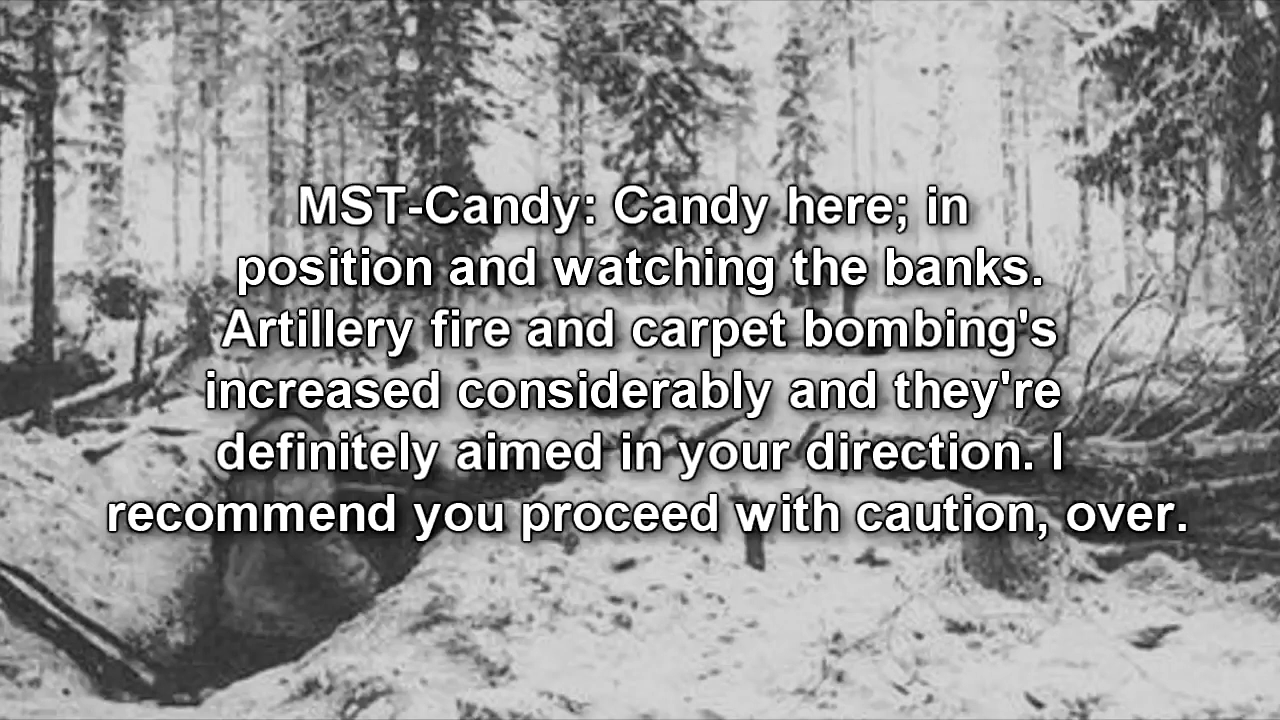 MST-Candy: Candy here; in
position and watching the banks.
Artillery fire and carpet bombing's
increased considerably and they're
definitely aimed in your direction. I
recommend you proceed with caution, over.